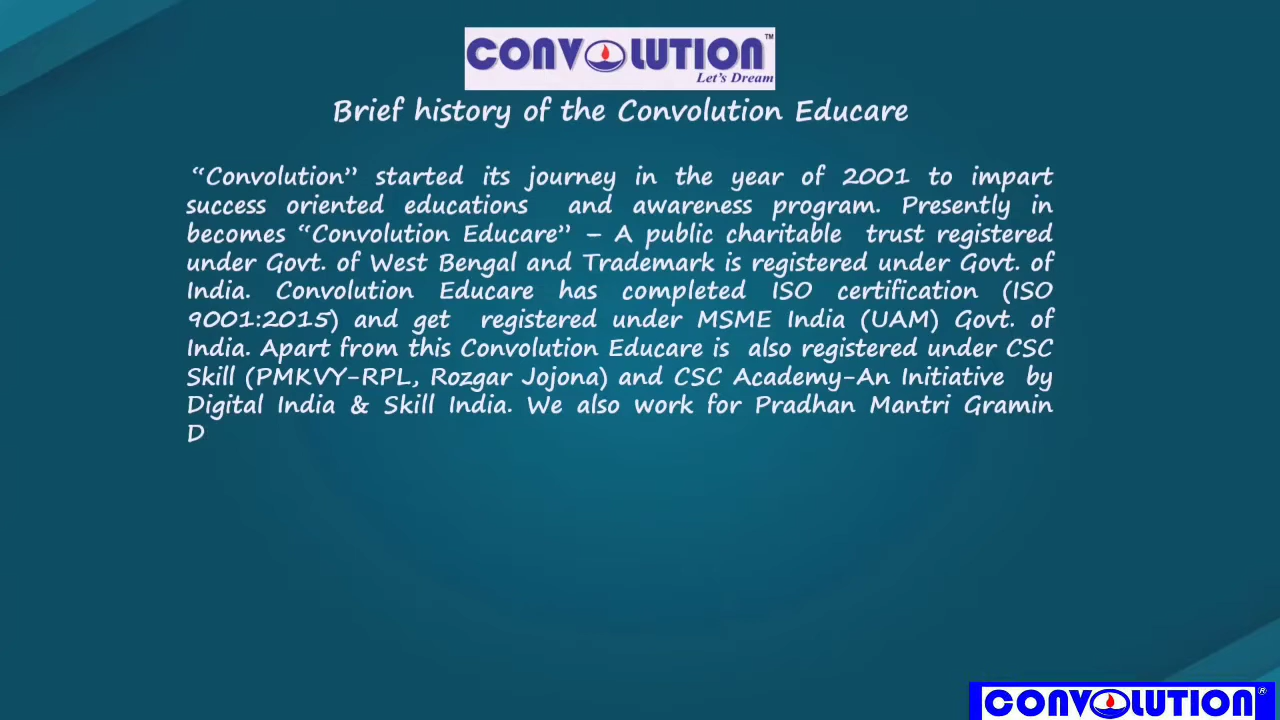 CONVOLUTION™
Let's Dream
Brief history of the Convolution Educare
“Convolution” started its journey in the year of 2001 to impart
success oriented educations and awareness program. Presently in
becomes “Convolution Educare” – A public charitable trust registered
under Govt. of West Bengal and Trademark is registered under Govt. of
India. Convolution Educare has completed ISO certification (ISO
9001:2015) and get registered under MSME India (UAM) Govt. of
India. Apart from this Convolution Educare is also registered under CSC
Skill (PMKVY-RPL, Rozgar Jojona) and CSC Academy-An Initiative by
Digital India & Skill India. We also work for Pradhan Mantri Gramin
D
CONVOLUTION®